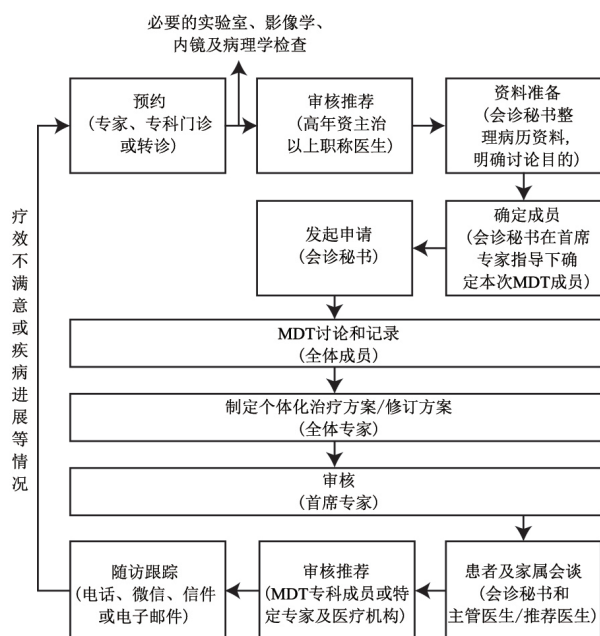 必要的实验室、影像学、
内镜及病理学检查
预约
(专家、专科门诊
或转诊)
审核推荐
(高年资主治
以上职称医生)
资料准备
(会诊秘书整
理病历资料,
明确讨论目的)
确定成员
(会诊秘书在首席
专家指导下确
定本次MDT成员)
发起申请
(会诊秘书)
MDT讨论和记录
(全体成员)
制定个体化治疗方案/修订方案
(全体专家)
审核
(首席专家)
患者及家属会谈
(会诊秘书和
主管医生/推荐医生)
审核推荐
(MDT专科成员或特
定专家及医疗机构)
随访跟踪
(电话、微信、信件
或电子邮件)
疗效不满意或疾病进展等情况